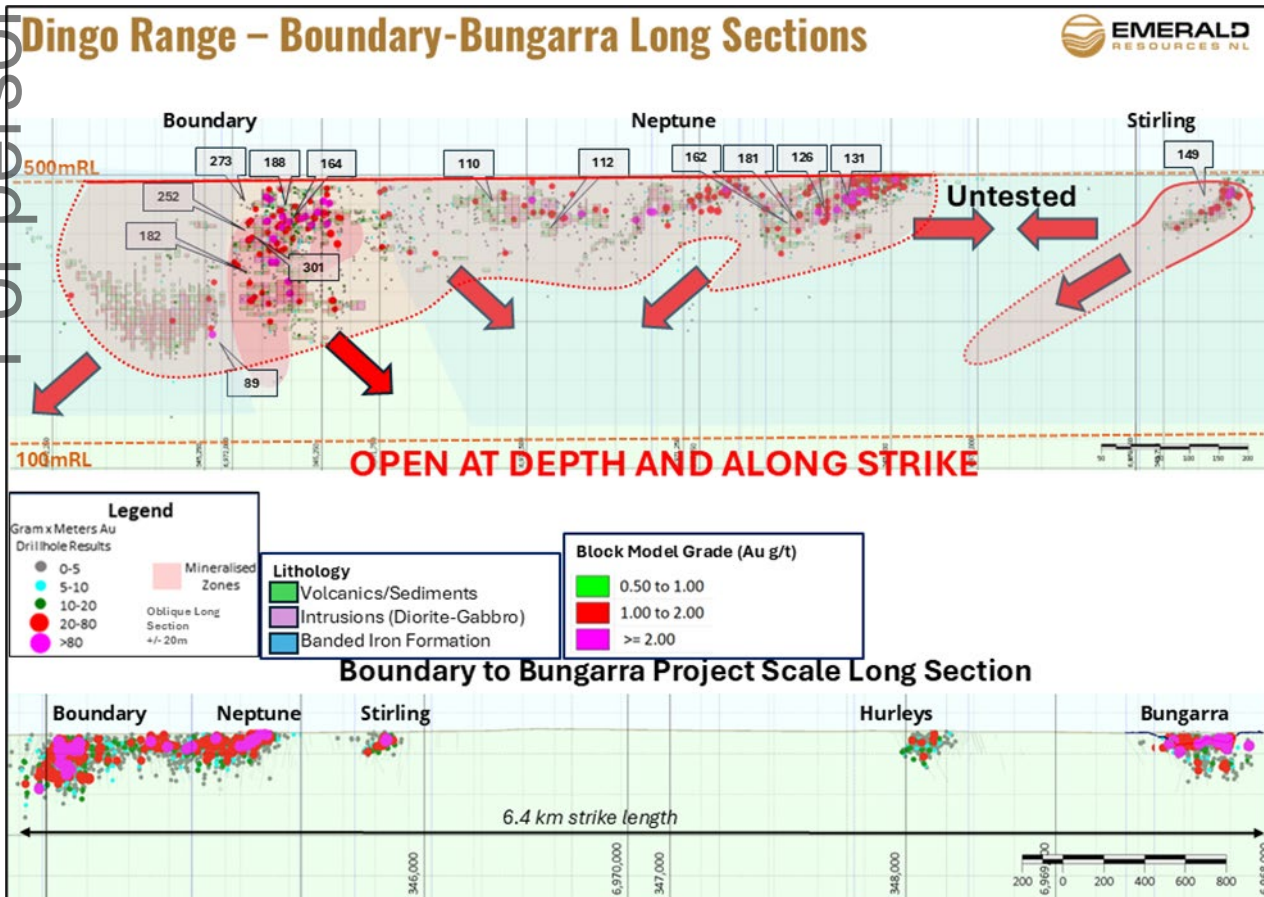 Dingo Range – Boundary-Bungarra Long Sections
EMERALD
RESOURCES NL
Boundary
Neptune
Stirling
273
188
164
110
112
162
181
126
131
149
500mRL
252
Untested
182
301
89
100mRL
OPEN AT DEPTH AND ALONG STRIKE
50
100
150
200
Legend
Gram x Meters Au
Drillhole Results
0-5
5-10
10-20
20-80
>80
Mineralised
Zones
Oblique Long
Section
+/- 20m
Lithology
Volcanics/Sediments
Intrusions (Diorite-Gabbro)
Banded Iron Formation
Block Model Grade (Au g/t)
0.50 to 1.00
1.00 to 2.00
>= 2.00
Boundary to Bungarra Project Scale Long Section
Boundary
Neptune
Stirling
Hurleys
Bungarra
6.4 km strike length
346,000
6,970,000
347,000
348,000
200
0
200
400
600
800